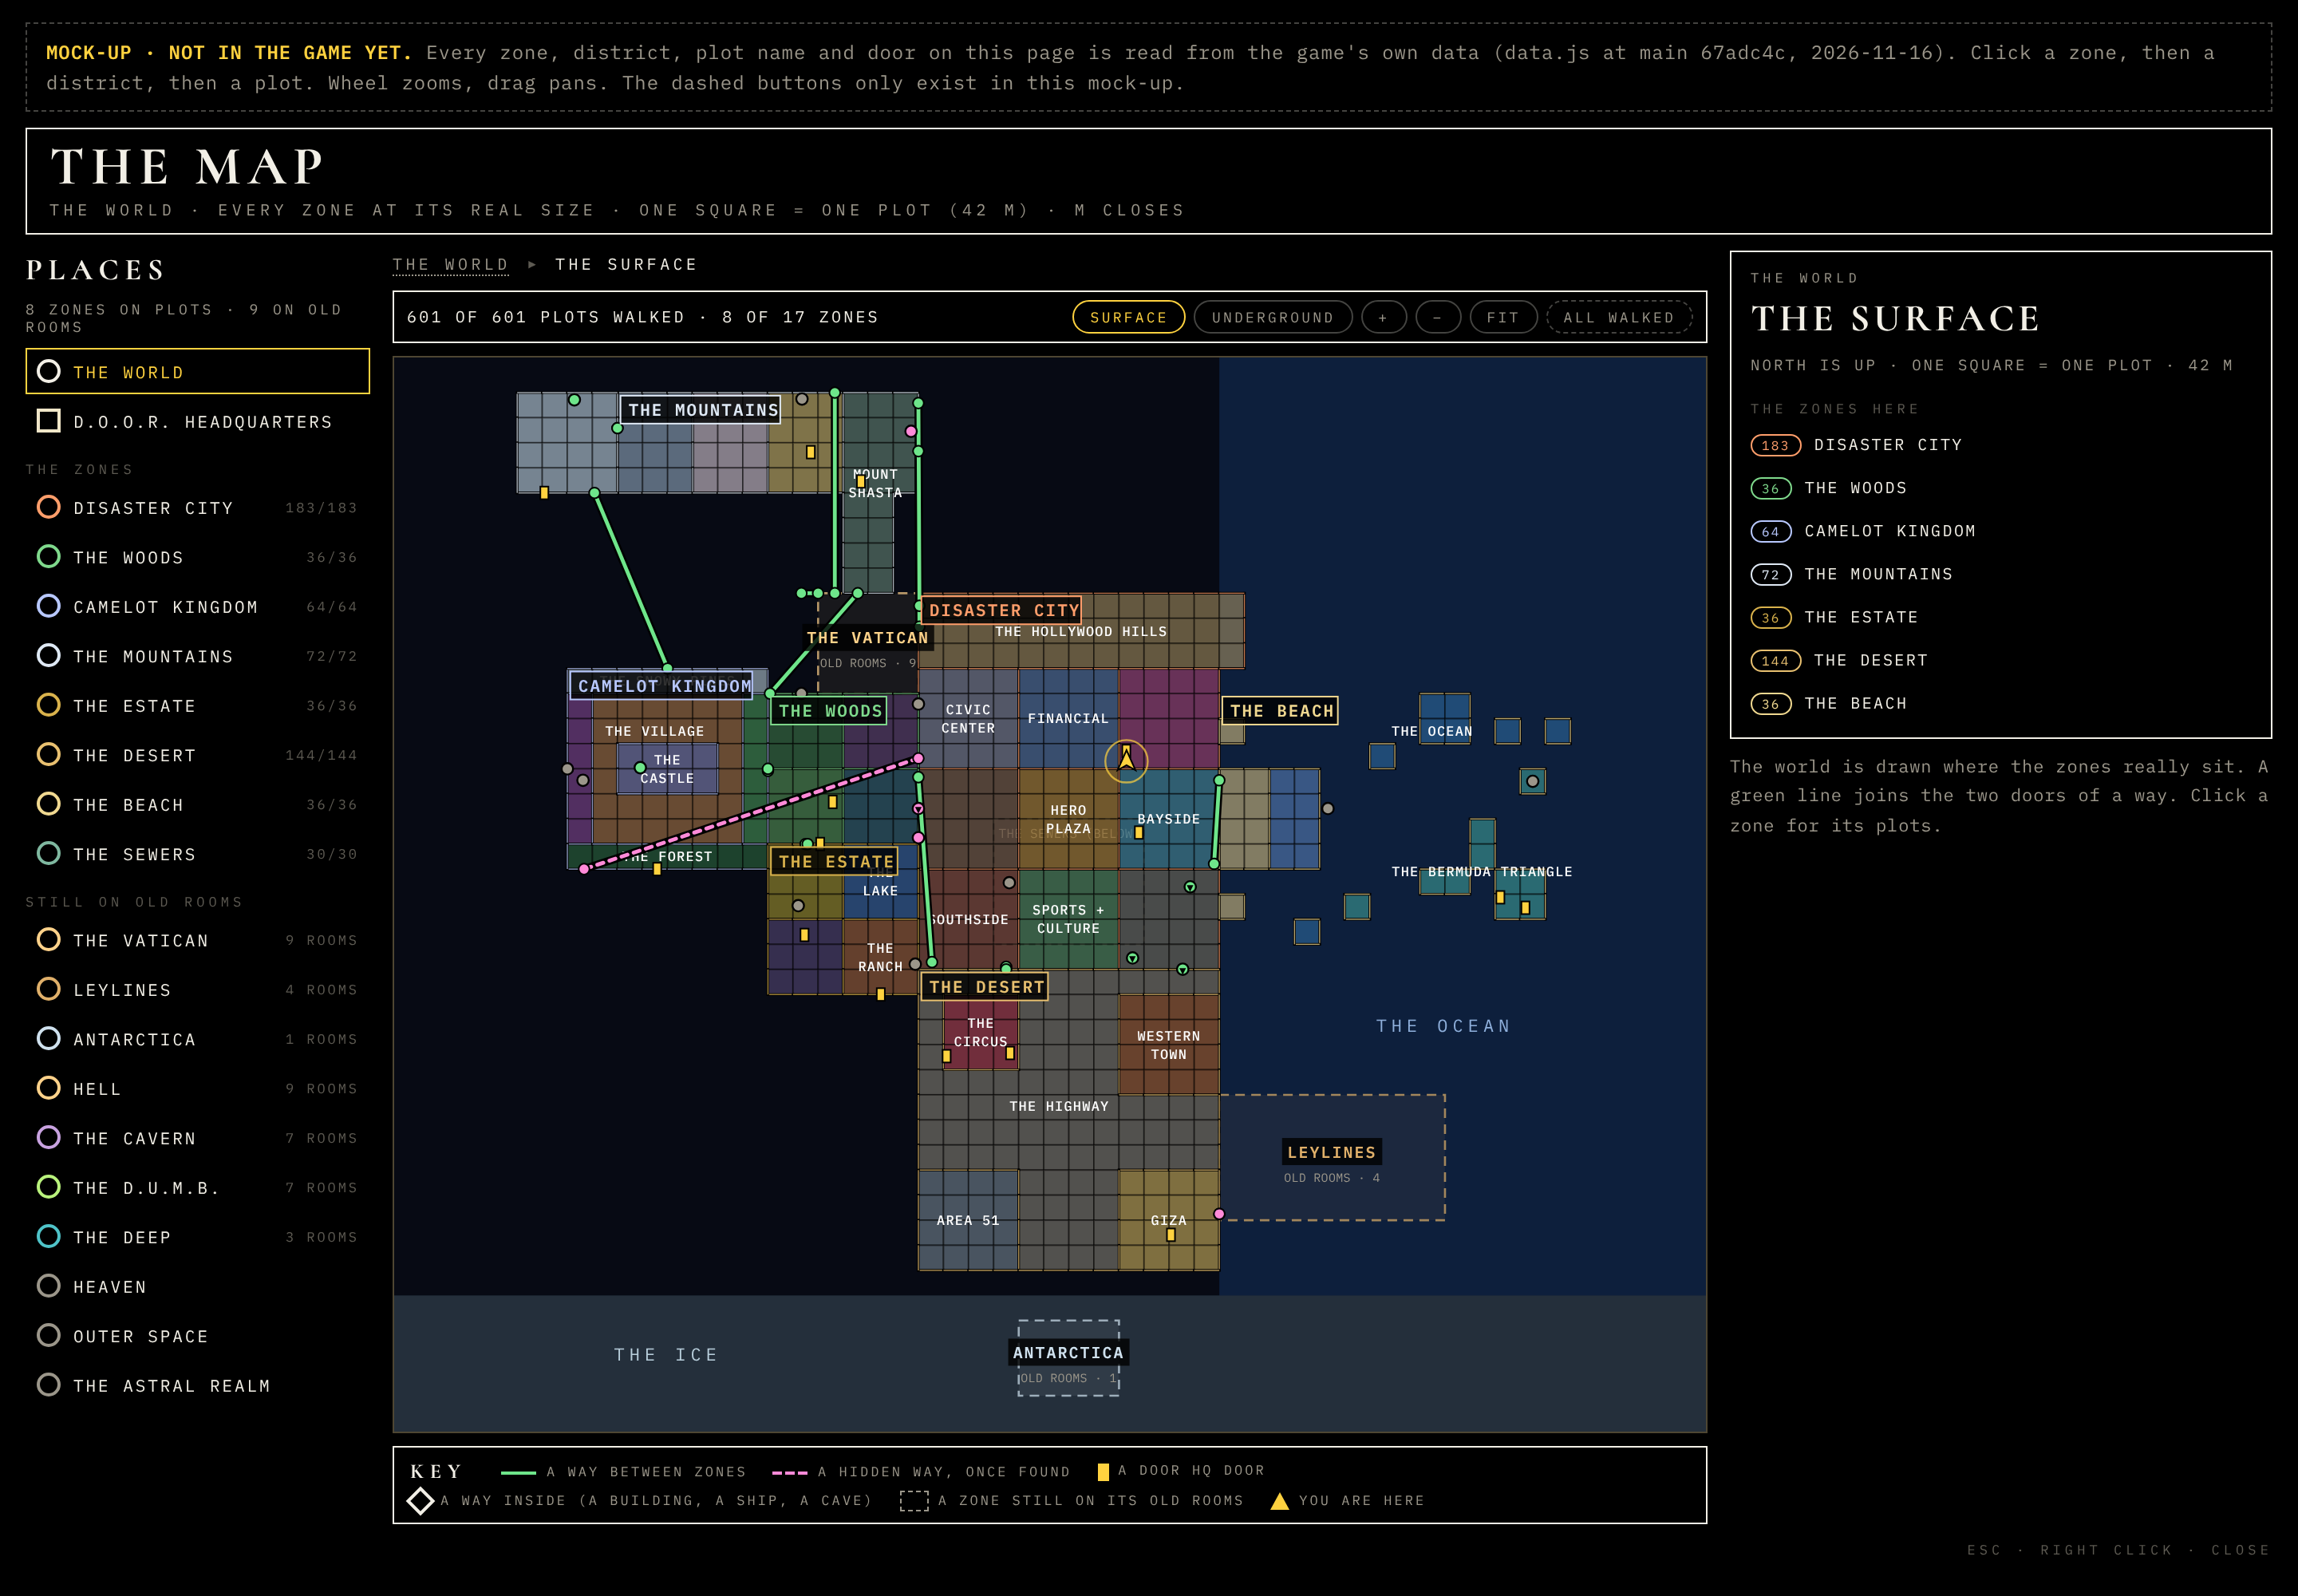 MOCK-UP · NOT IN THE GAME YET. Every zone, district, plot name and door on this page is read from the game's own data (data.js at main 67adc4c, 2026-11-16). Click a zone, then a
district, then a plot. Wheel zooms, drag pans. The dashed buttons only exist in this mock-up.
THE MAP
THE WORLD · EVERY ZONE AT ITS REAL SIZE · ONE SQUARE = ONE PLOT (42 M) · M CLOSES
PLACES
8 ZONES ON PLOTS · 9 ON OLD
ROOMS
THE WORLD
D.O.O.R. HEADQUARTERS
THE ZONES
DISASTER CITY 183/183
THE WOODS 36/36
CAMELOT KINGDOM 64/64
THE MOUNTAINS 72/72
THE ESTATE 36/36
THE DESERT 144/144
THE BEACH 36/36
THE SEWERS 30/30
STILL ON OLD ROOMS
THE VATICAN 9 ROOMS
LEYLINES 4 ROOMS
ANTARCTICA 1 ROOMS
HELL 9 ROOMS
THE CAVERN 7 ROOMS
THE D.U.M.B. 7 ROOMS
THE DEEP 3 ROOMS
HEAVEN
OUTER SPACE
THE ASTRAL REALM
THE WORLD ▸ THE SURFACE
601 OF 601 PLOTS WALKED · 8 OF 17 ZONES
SURFACE UNDERGROUND + − FIT ALL WALKED
THE MOUNTAINS
MOUNT
SHASTA
DISASTER CITY
THE HOLLYWOOD HILLS
THE VATICAN
OLD ROOMS · 9
CAMELOT KINGDOM
THE WOODS
CIVIC
CENTER
FINANCIAL
THE BEACH
THE VILLAGE
THE OCEAN
THE
CASTLE
HERO
PLAZA
BAYSIDE
THE FOREST
THE ESTATE
THE
LAKE
THE BERMUDA TRIANGLE
SOUTHSIDE
SPORTS +
CULTURE
THE
RANCH
THE DESERT
THE OCEAN
THE
CIRCUS
WESTERN
TOWN
THE HIGHWAY
LEYLINES
OLD ROOMS · 4
AREA 51
GIZA
THE ICE
ANTARCTICA
OLD ROOMS · 1
KEY A WAY BETWEEN ZONES A HIDDEN WAY, ONCE FOUND A DOOR HQ DOOR
A WAY INSIDE (A BUILDING, A SHIP, A CAVE) A ZONE STILL ON ITS OLD ROOMS YOU ARE HERE
THE WORLD
THE SURFACE
NORTH IS UP · ONE SQUARE = ONE PLOT · 42 M
THE ZONES HERE
183 DISASTER CITY
36 THE WOODS
64 CAMELOT KINGDOM
72 THE MOUNTAINS
36 THE ESTATE
144 THE DESERT
36 THE BEACH
The world is drawn where the zones really sit. A
green line joins the two doors of a way. Click a
zone for its plots.
ESC · RIGHT CLICK · CLOSE